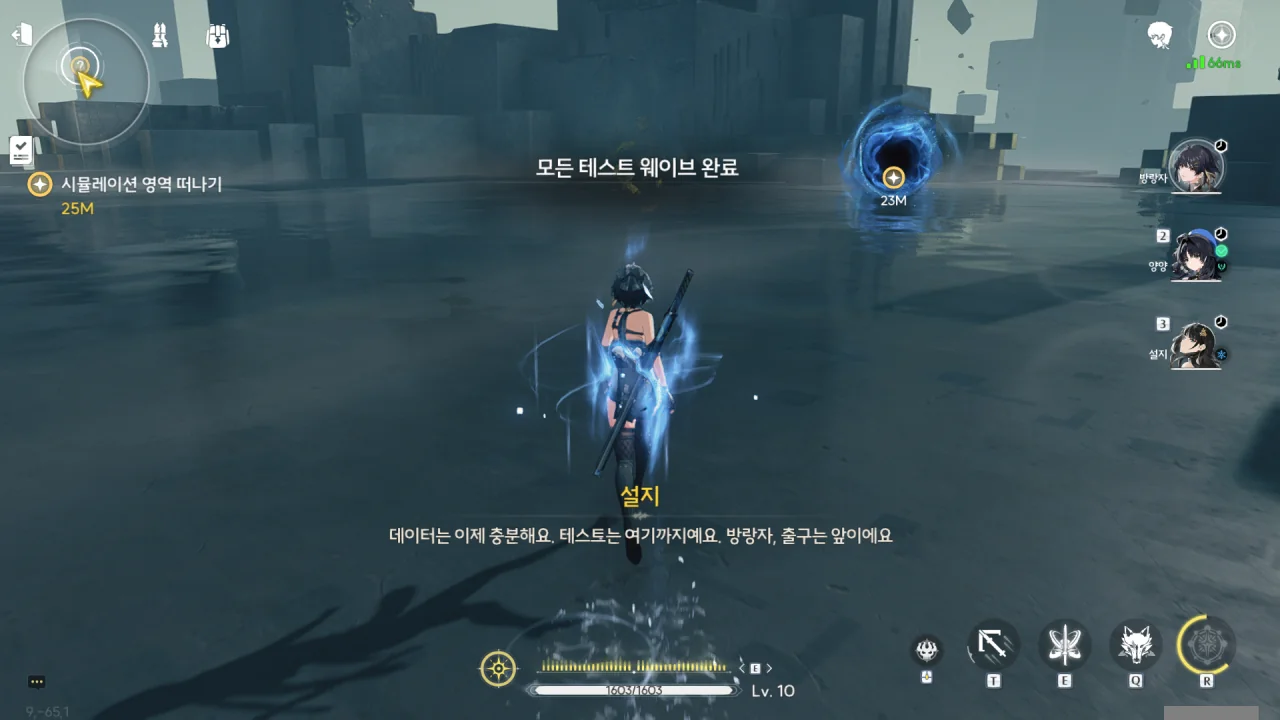 66ms
모든 테스트 웨이브 완료
시뮬레이션 영역 떠나기
25M
23M
방랑자
2
양양
3
설지
설지
데이터는 이제 충분해요. 테스트는 여기까지예요. 방랑자, 출구는 앞이에요
E
1603/1603
Lv. 10
T
E
Q
R
9,-65,1